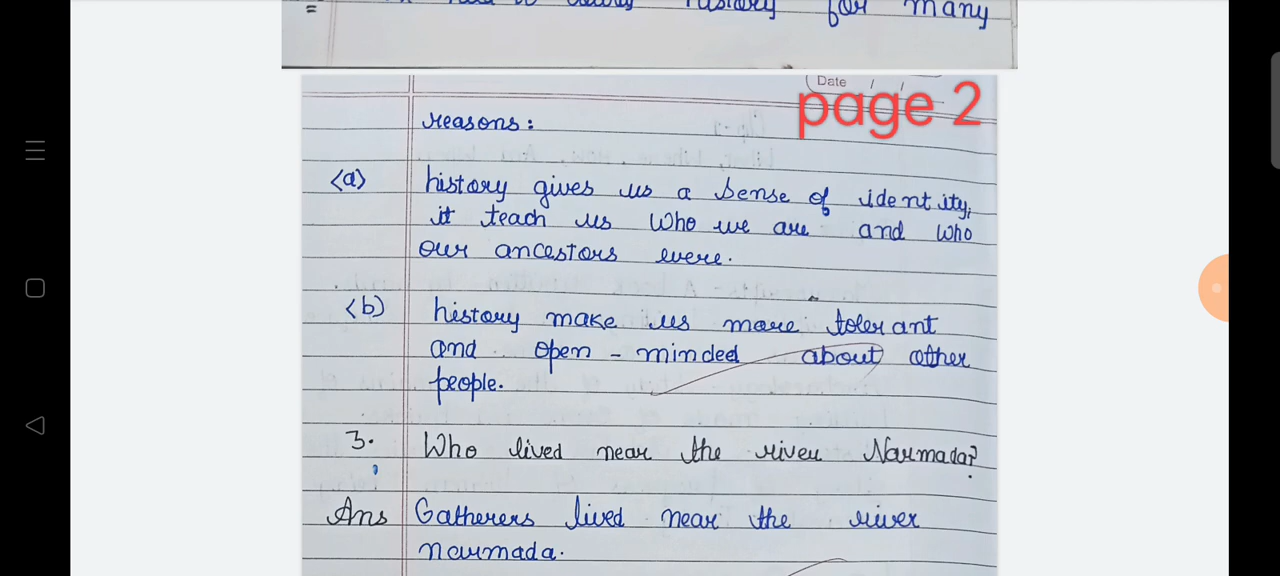 = history for many
Date / /
page 2
reasons:
(a) history gives us a sense of identity,
it teach us who we are and who
our ancestors were.
(b) history make us more tolerant
and open - minded about other
people.
3. Who lived near the river Narmada?
Ans Gatherers lived near the river
narmada.